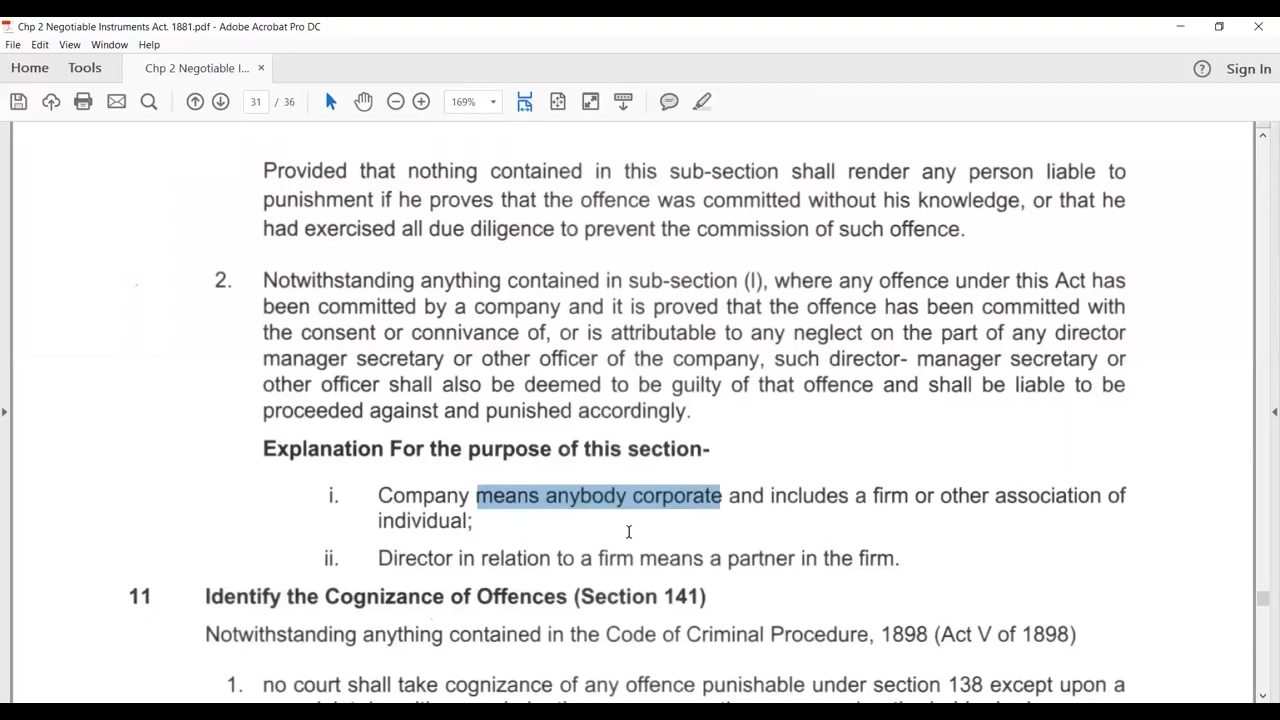 Chp 2 Negotiable Instruments Act. 1881.pdf - Adobe Acrobat Pro DC
File Edit View Window Help
Home Tools Chp 2 Negotiable I... × Sign In
31 / 36 169%
Provided that nothing contained in this sub-section shall render any person liable to
punishment if he proves that the offence was committed without his knowledge, or that he
had exercised all due diligence to prevent the commission of such offence.
2. Notwithstanding anything contained in sub-section (I), where any offence under this Act has
been committed by a company and it is proved that the offence has been committed with
the consent or connivance of, or is attributable to any neglect on the part of any director
manager secretary or other officer of the company, such director- manager secretary or
other officer shall also be deemed to be guilty of that offence and shall be liable to be
proceeded against and punished accordingly.
Explanation For the purpose of this section-
i. Company means anybody corporate and includes a firm or other association of
individual;
ii. Director in relation to a firm means a partner in the firm.
11 Identify the Cognizance of Offences (Section 141)
Notwithstanding anything contained in the Code of Criminal Procedure, 1898 (Act V of 1898)
1. no court shall take cognizance of any offence punishable under section 138 except upon a